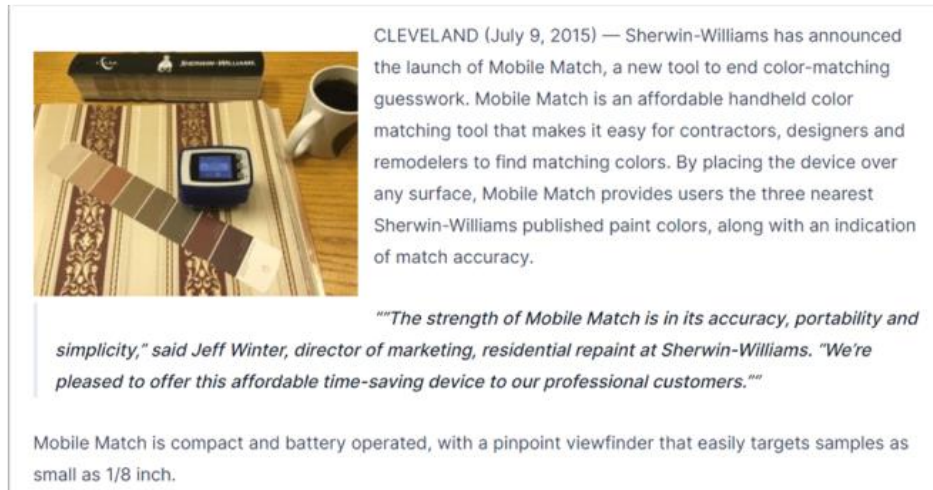 CLEVELAND (July 9, 2015) — Sherwin-Williams has announced
the launch of Mobile Match, a new tool to end color-matching
guesswork. Mobile Match is an affordable handheld color
matching tool that makes it easy for contractors, designers and
remodelers to find matching colors. By placing the device over
any surface, Mobile Match provides users the three nearest
Sherwin-Williams published paint colors, along with an indication
of match accuracy.
SHERWIN-WILLIAMS
““The strength of Mobile Match is in its accuracy, portability and
simplicity,” said Jeff Winter, director of marketing, residential repaint at Sherwin-Williams. “We’re
pleased to offer this affordable time-saving device to our professional customers.””
Mobile Match is compact and battery operated, with a pinpoint viewfinder that easily targets samples as
small as 1/8 inch.